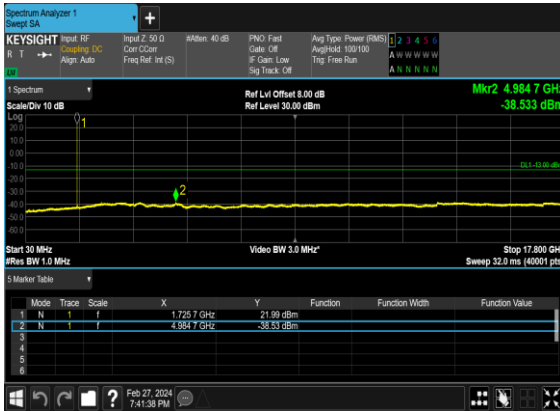 Spectrum Analyzer 1
Swept SA
+
KEYSIGHT Input: RF Input Z: 50 Ω #Atten: 40 dB PNO: Fast Avg Type: Power (RMS) 1 2 3 4 5 6
R T Coupling: DC Corr CCorr Gate: Off Avg|Hold: 100/100 A W W W W W
Align: Auto Freq Ref: Int (S) IF Gain: Low Trig: Free Run
Sig Track: Off A N N N N N
1 Spectrum
Ref Lvl Offset 8.00 dB Mkr2 4.984 7 GHz
Scale/Div 10 dB Ref Level 30.00 dBm -38.533 dBm
Log
1
20.0
10.0
0.00
-10.0
DL1 -13.00 dBm
-20.0
-30.0
2
-40.0
-50.0
-60.0
Start 30 MHz Video BW 3.0 MHz* Stop 17.800 GHz
#Res BW 1.0 MHz Sweep 32.0 ms (40001 pts)
5 Marker Table
Mode Trace Scale X Y Function Function Width Function Value
1 N 1 f 1.725 7 GHz 21.99 dBm
2 N 1 f 4.984 7 GHz -38.53 dBm
3
4
5
6
? Feb 27, 2024
7:41:38 PM